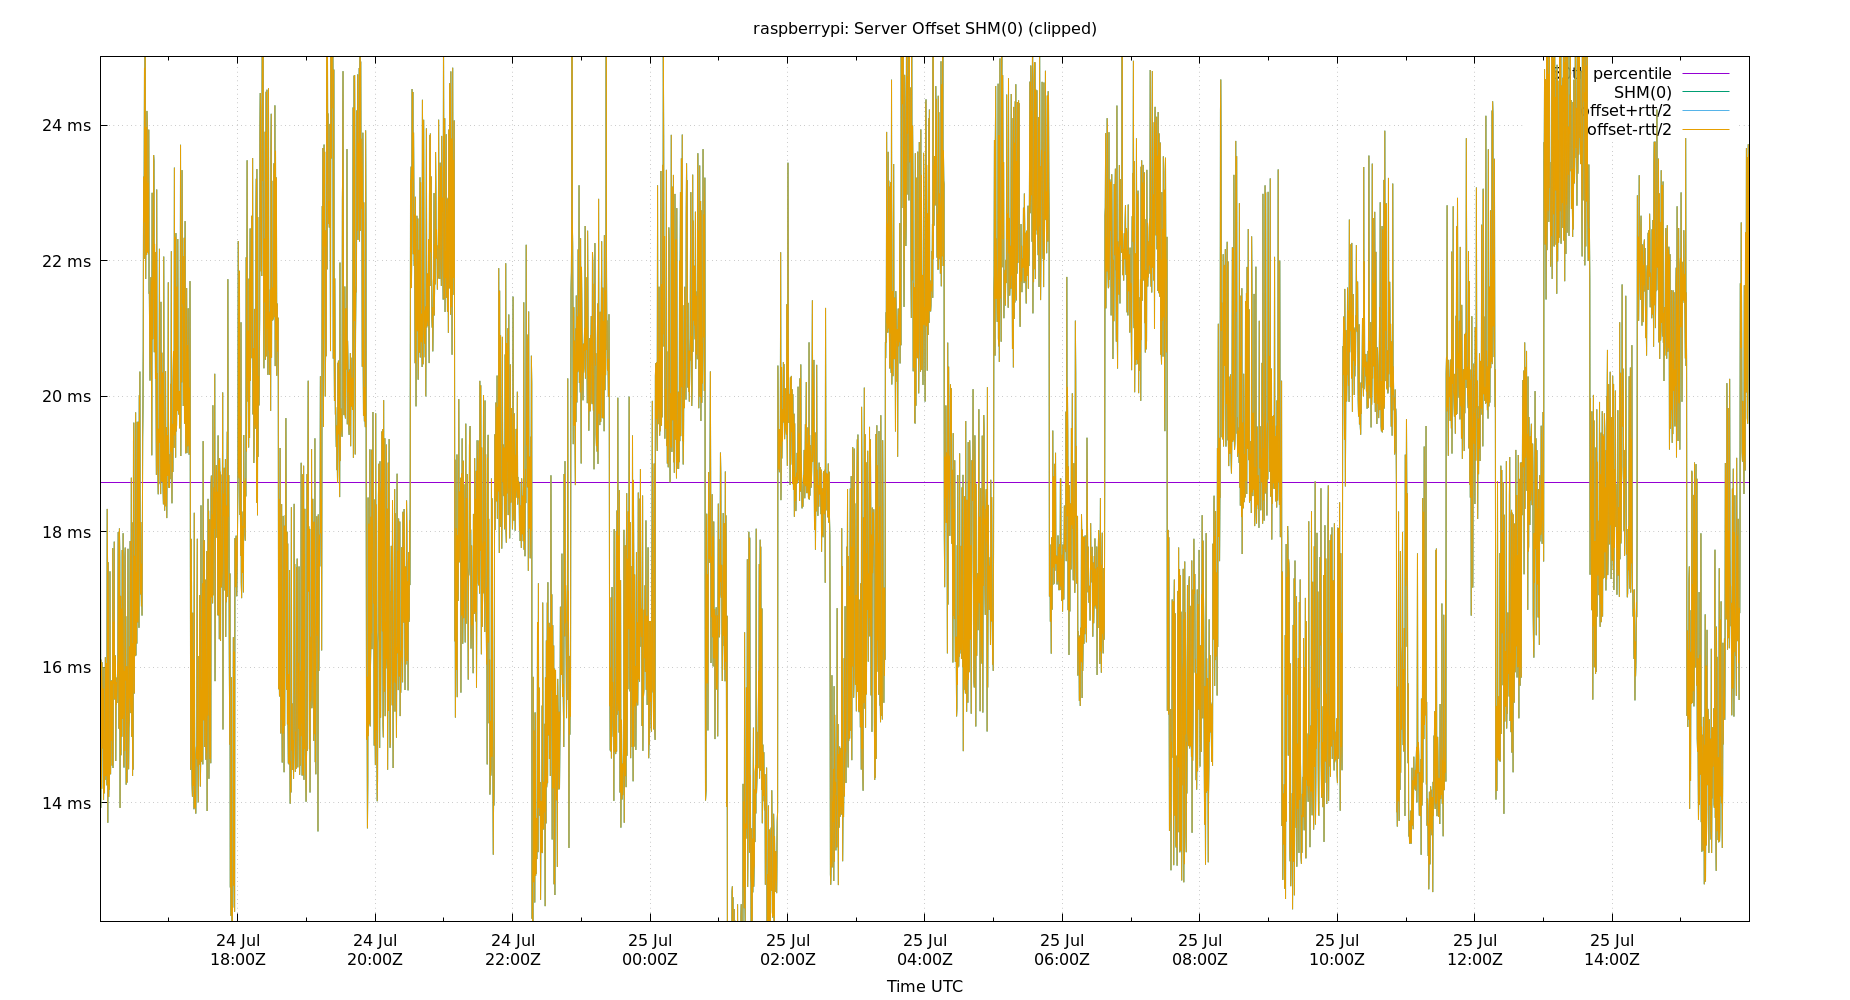 raspberrypi: Server Offset SHM(0) (clipped)
percentile
SHM(0)
offset+rtt/2
offset-rtt/2
24 ms
22 ms
20 ms
18 ms
16 ms
14 ms
24 Jul 24 Jul 24 Jul 25 Jul 25 Jul 25 Jul 25 Jul 25 Jul 25 Jul 25 Jul 25 Jul
18:00Z 20:00Z 22:00Z 00:00Z 02:00Z 04:00Z 06:00Z 08:00Z 10:00Z 12:00Z 14:00Z
Time UTC